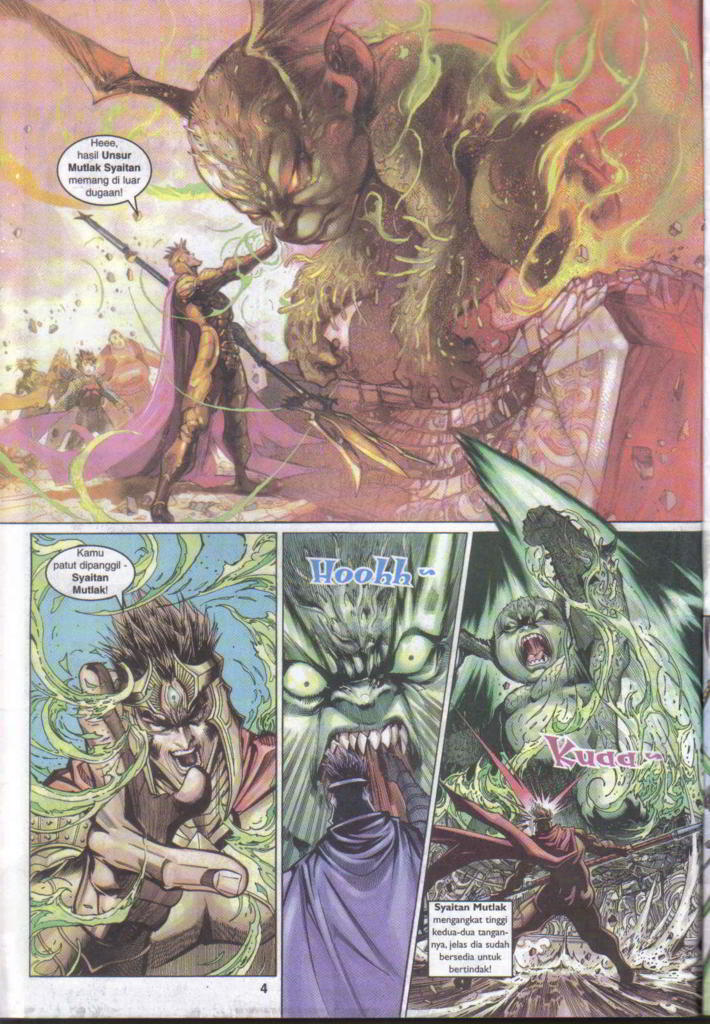 Heee,
hasil Unsur
Mutlak Syaitan
memang di luar
dugaan!
Kamu
patut dipanggil -
Syaitan
Mutlak!
Hoohh~
Kuaa~
Syaitan Mutlak
mengangkat tinggi
kedua-dua tangan-
nya, jelas dia sudah
bersedia untuk
bertindak!
4